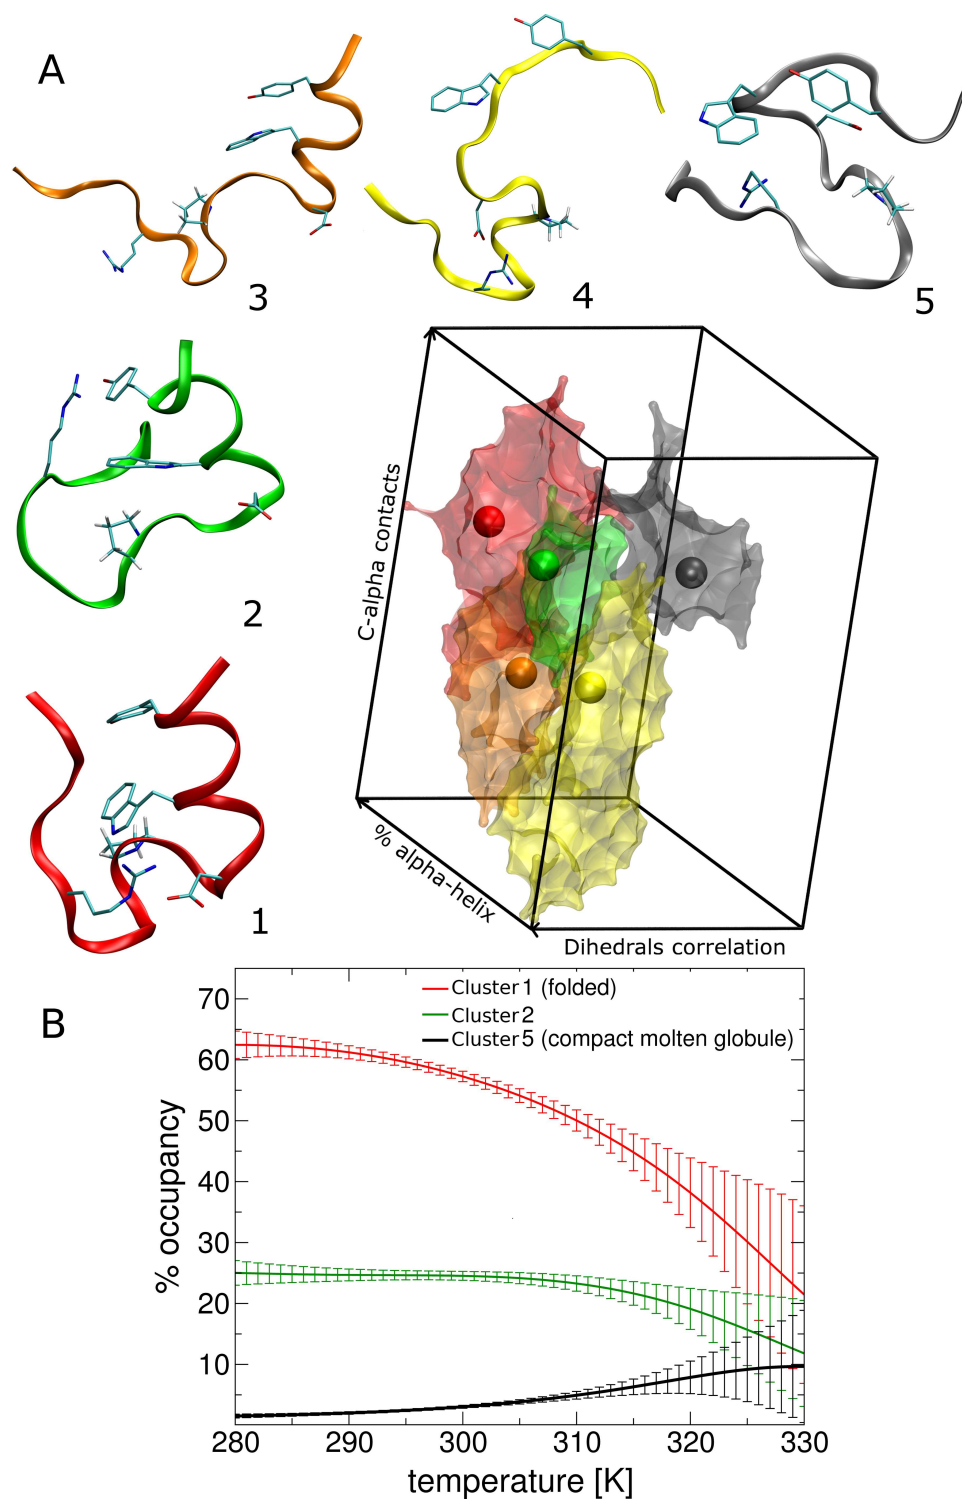 A
3
4
5
2
1
C-alpha contacts
% alpha-helix
Dihedrals correlation
B
Cluster 1 (folded)
Cluster 2
Cluster 5 (compact molten globule)
% occupancy
70
60
50
40
30
20
10
280 290 300 310 320 330
temperature [K]